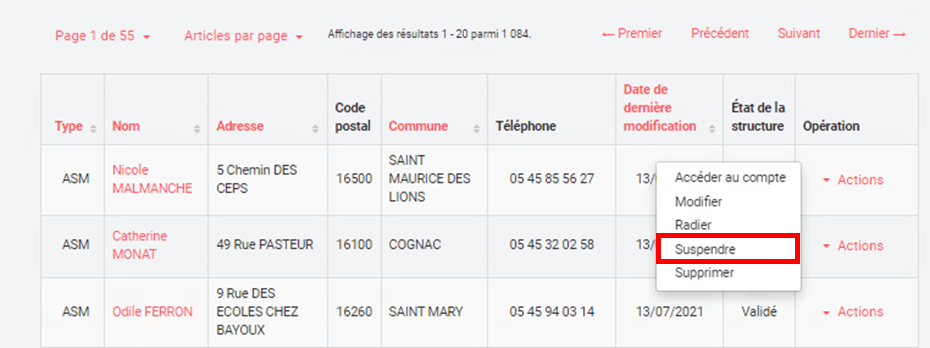 Page 1 de 55 Articles par page Affichage des résultats 1 - 20 parmi 1 084. ← Premier Précédent Suivant Dernier →
Type Nom Adresse Code postal Commune Téléphone Date de dernière modification État de la structure Opération
ASM Nicole MALMANCHE 5 Chemin DES CEPS 16500 SAINT MAURICE DES LIONS 05 45 85 56 27 13/ Actions
Accéder au compte
Modifier
Radier
Suspendre
Supprimer
ASM Catherine MONAT 49 Rue PASTEUR 16100 COGNAC 05 45 32 02 58 13/ Actions
ASM Odile FERRON 9 Rue DES ECOLES CHEZ BAYOUX 16260 SAINT MARY 05 45 94 03 14 13/07/2021 Validé Actions